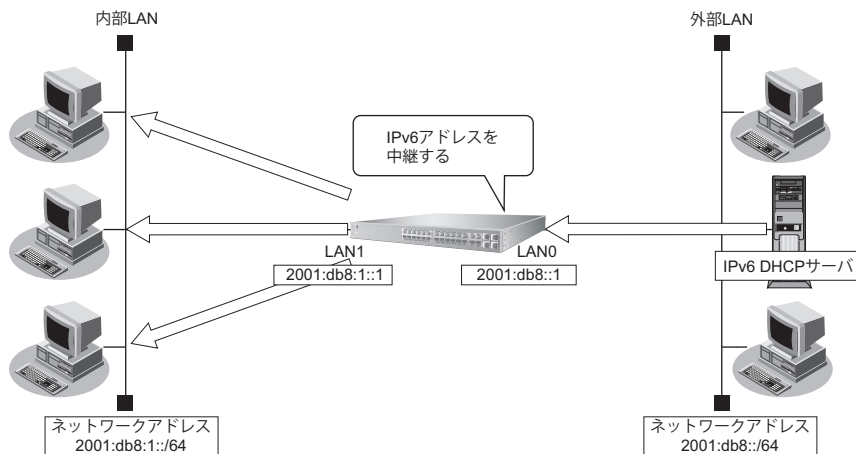 内部LAN
外部LAN
IPv6アドレスを
中継する
LAN1
2001:db8:1::1
LAN0
2001:db8::1
IPv6 DHCPサーバ
ネットワークアドレス
2001:db8:1::/64
ネットワークアドレス
2001:db8::/64